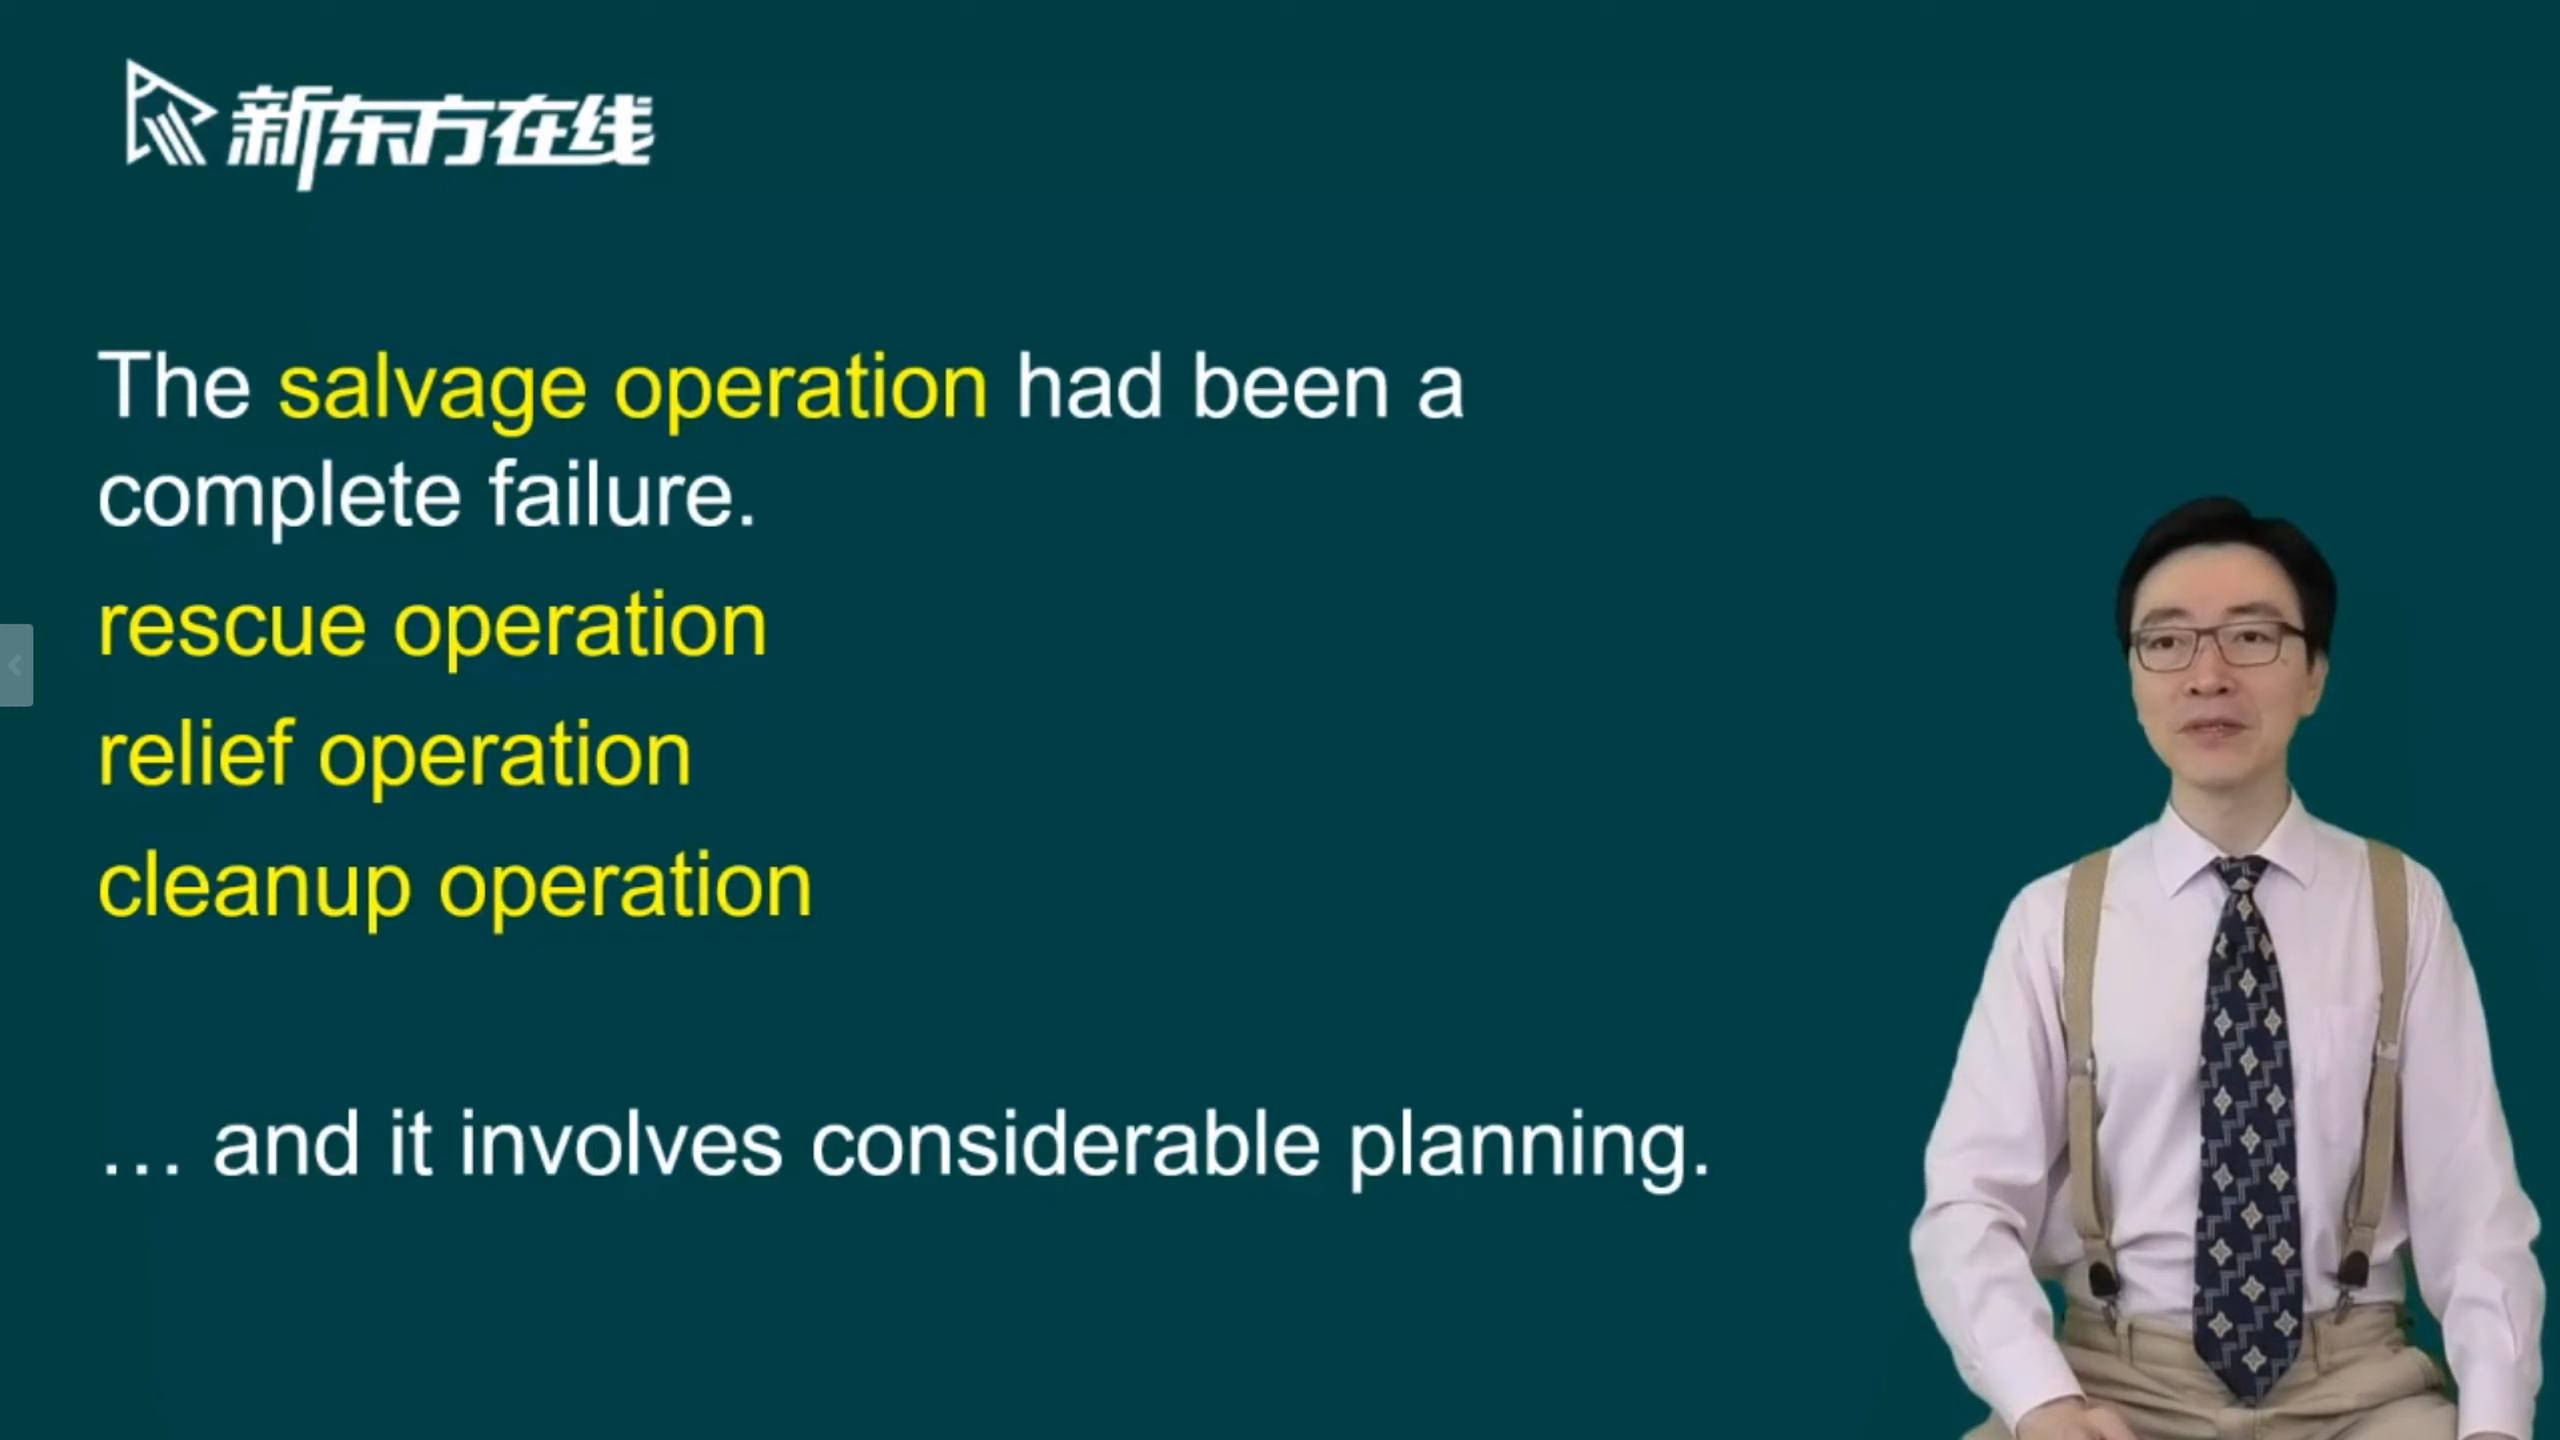 新东方在线
The salvage operation had been a
complete failure.
rescue operation
relief operation
cleanup operation
… and it involves considerable planning.